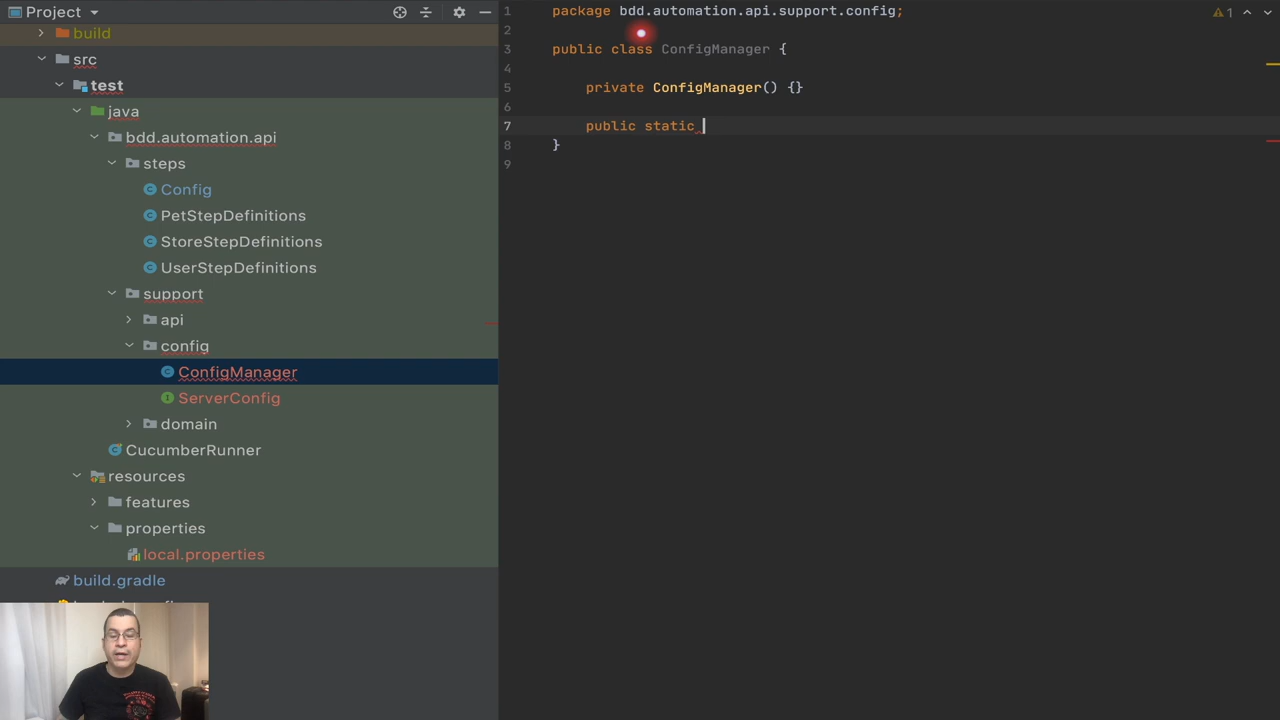 Project
build
src
test
java
bdd.automation.api
steps
Config
PetStepDefinitions
StoreStepDefinitions
UserStepDefinitions
support
api
config
ConfigManager
ServerConfig
domain
CucumberRunner
resources
features
properties
local.properties
build.gradle
1 package bdd.automation.api.support.config;
2
3 public class ConfigManager {
4
5 private ConfigManager() {}
6
7 public static
8 }
9
1